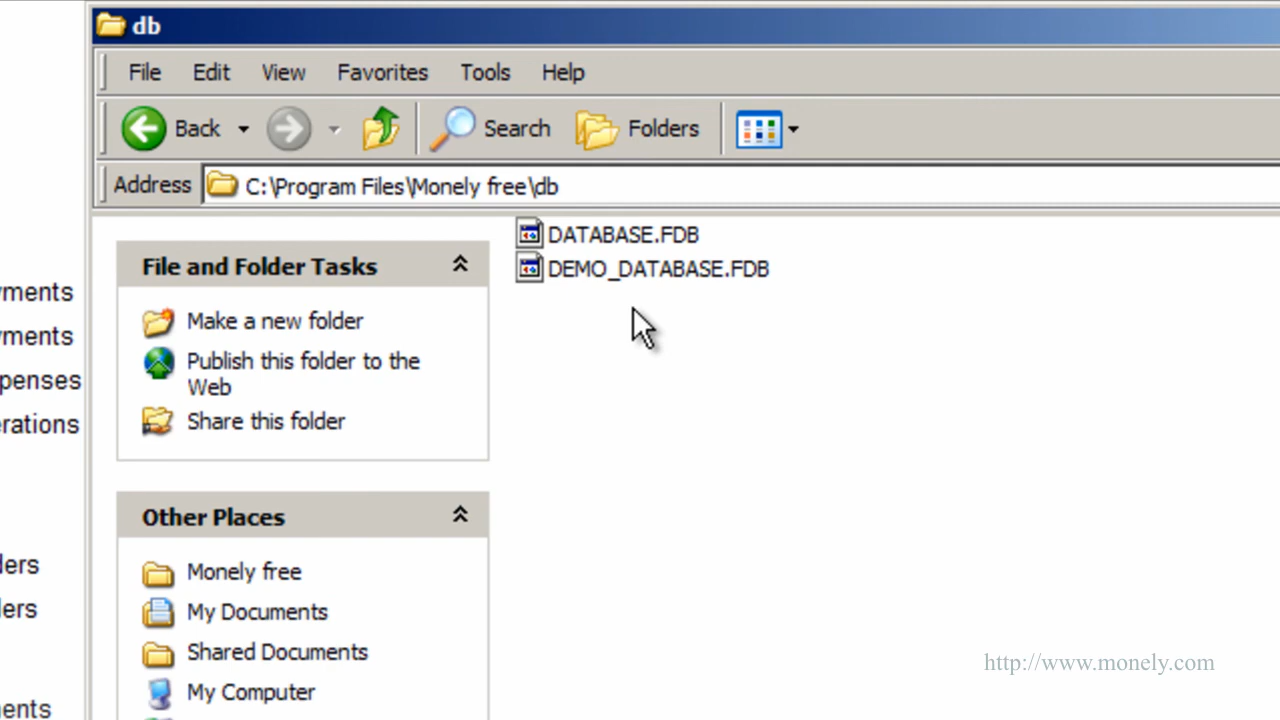 db
File Edit View Favorites Tools Help
Back Search Folders
Address C:\Program Files\Monely free\db
DATABASE.FDB
DEMO_DATABASE.FDB
File and Folder Tasks
Make a new folder
Publish this folder to the
Web
Share this folder
Other Places
Monely free
My Documents
Shared Documents
My Computer
http://www.monely.com